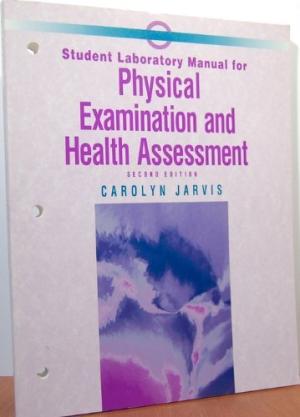 Student Laboratory Manual for
Physical
Examination and
Health Assessment
SECOND EDITION
CAROLYN JARVIS